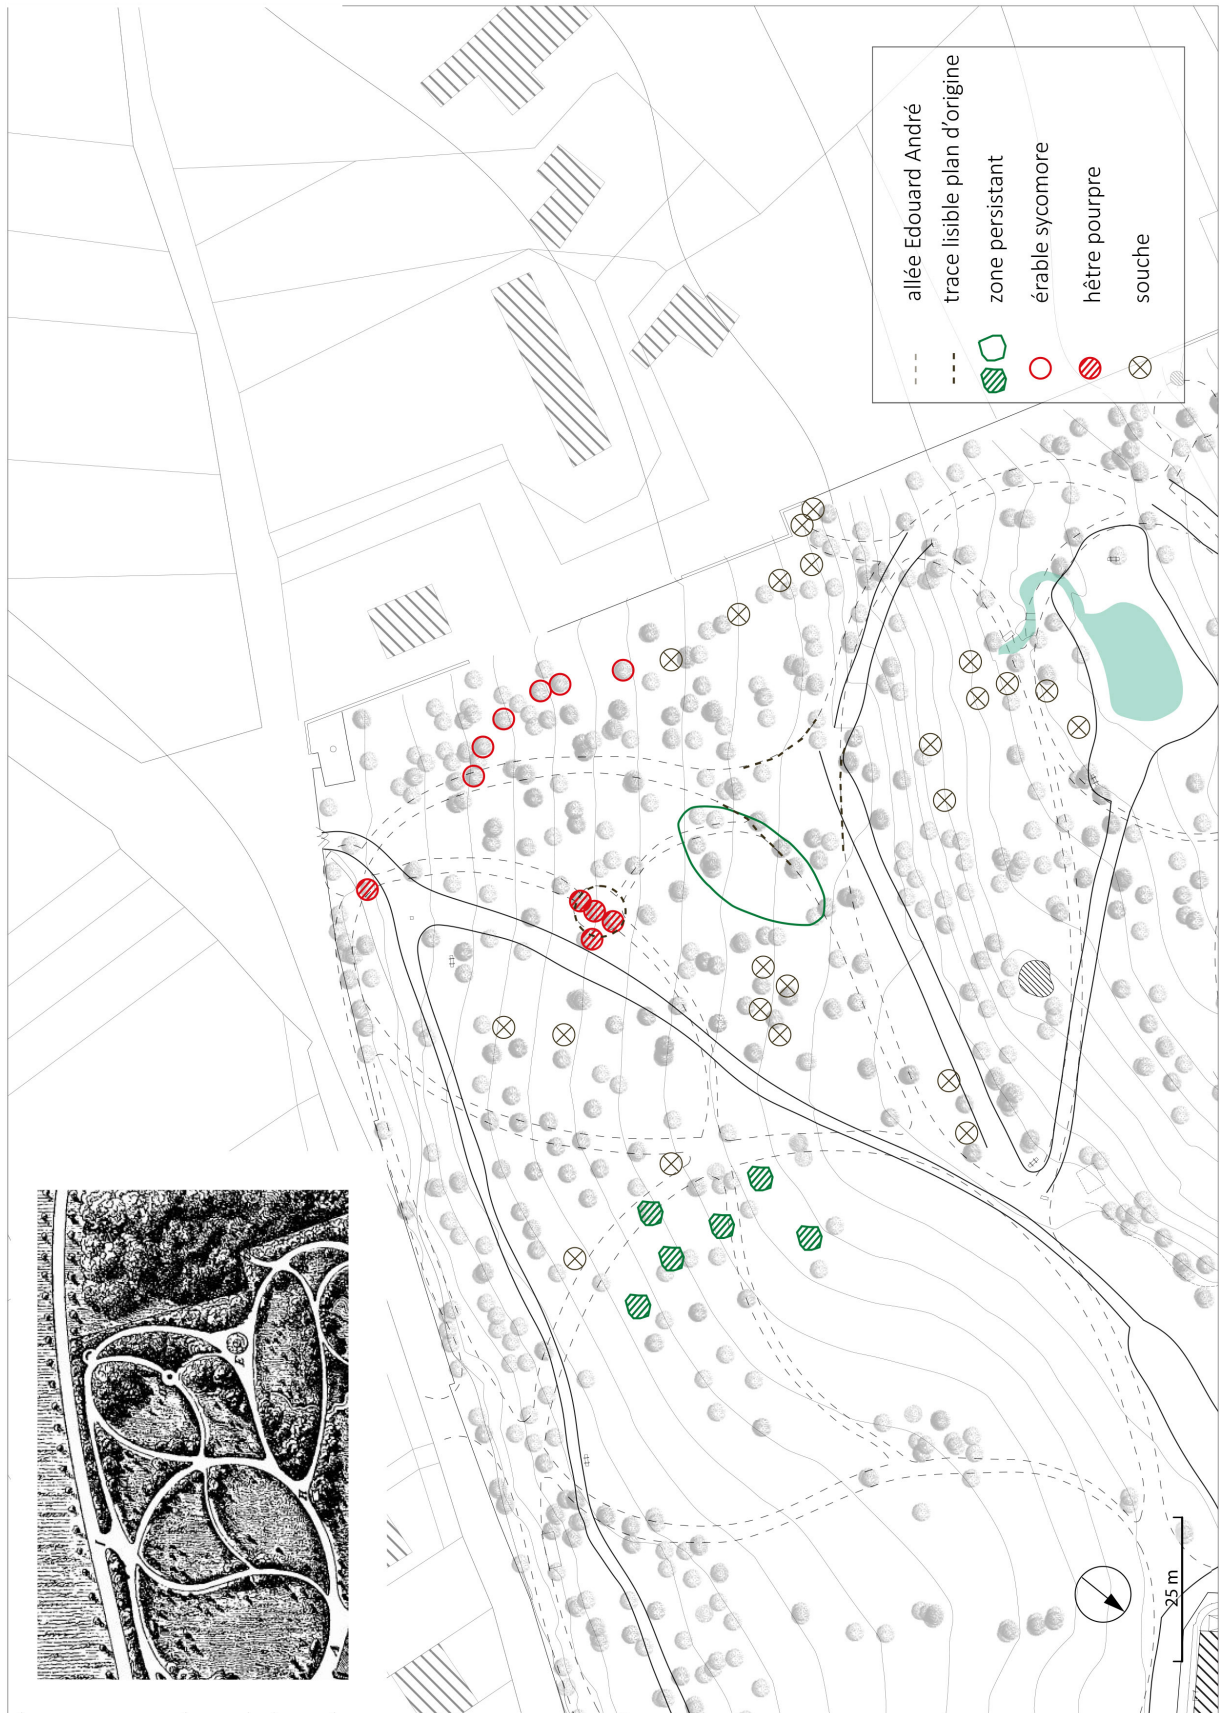 allée Edouard André
trace lisible plan d'origine
zone persistant
érable sycomore
hêtre pourpre
souche
25 m